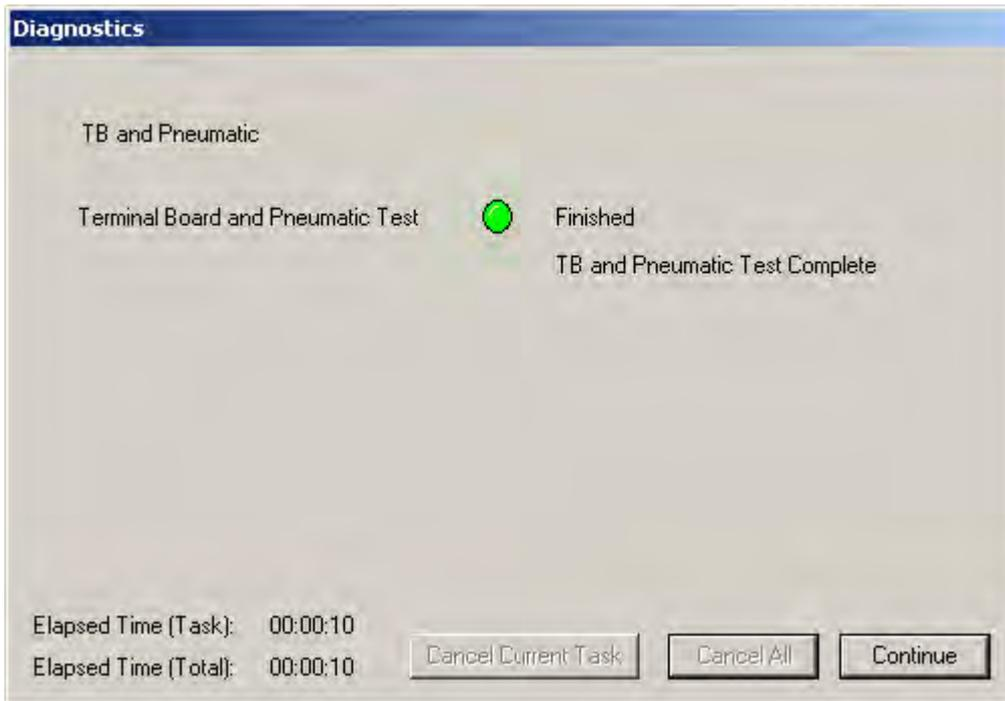 Diagnostics
TB and Pneumatic
Terminal Board and Pneumatic Test
Finished
TB and Pneumatic Test Complete
Elapsed Time (Task): 00:00:10
Elapsed Time (Total): 00:00:10
Cancel Current Task
Cancel All
Continue